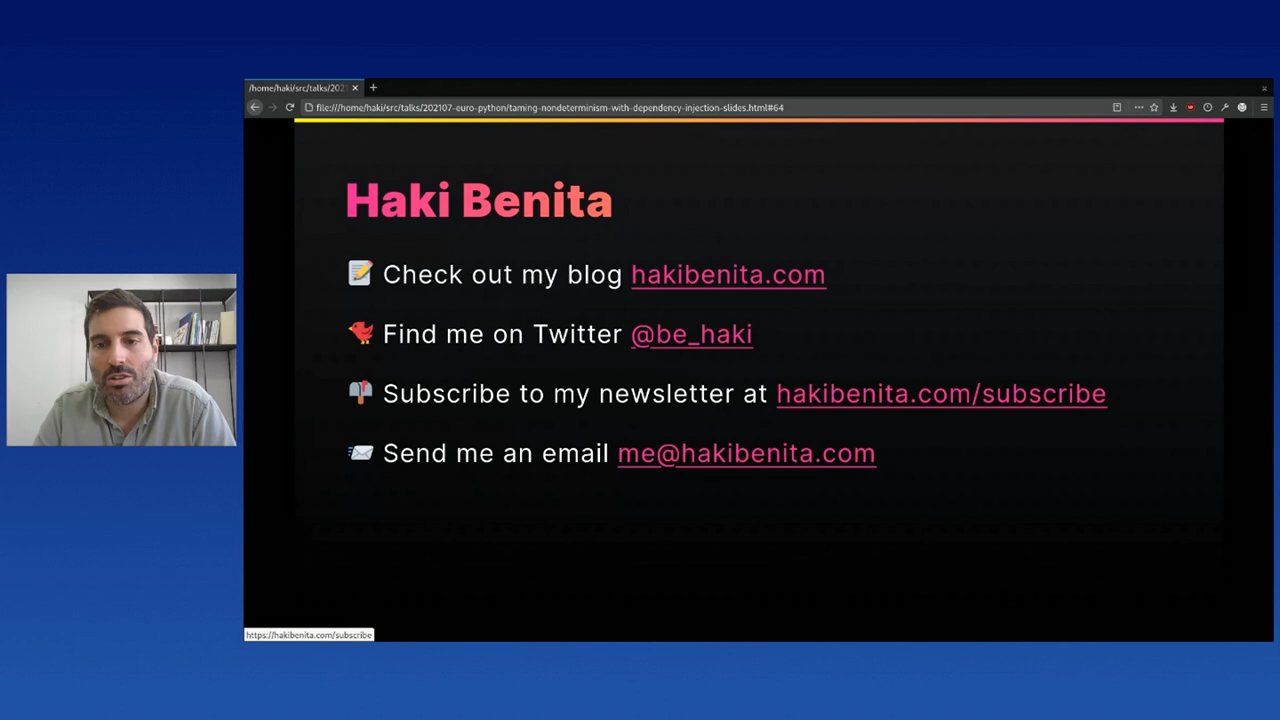 /home/haki/src/talks/202
file:///home/haki/src/talks/202107-euro-python/taming-nondeterminism-with-dependency-injection-slides.html#64
Haki Benita
Check out my blog hakibenita.com
Find me on Twitter @be_haki
Subscribe to my newsletter at hakibenita.com/subscribe
Send me an email me@hakibenita.com
https://hakibenita.com/subscribe